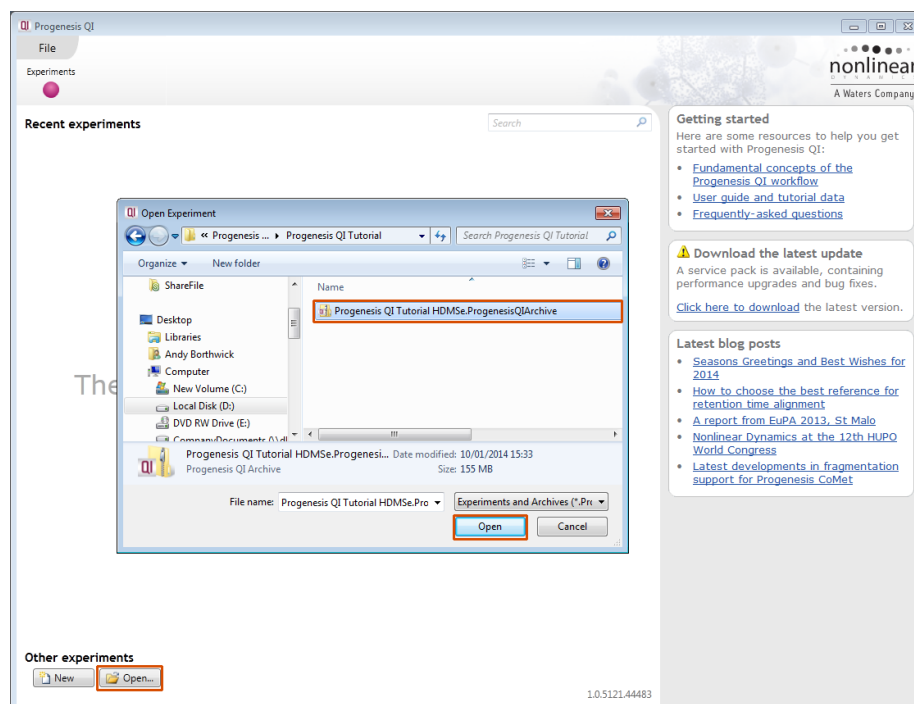 Progenesis QI
File
Experiments
nonlinear
DYNAMICS
A Waters Company
Recent experiments
Search
The
Open Experiment
« Progenesis ... ▸ Progenesis QI Tutorial
Search Progenesis QI Tutorial
Organize
New folder
ShareFile
Desktop
Libraries
Andy Borthwick
Computer
New Volume (C:)
Local Disk (D:)
DVD RW Drive (E:)
CompanyDocuments (\\dl
Name
Progenesis QI Tutorial HDMSe.ProgenesisQIArchive
Progenesis QI Tutorial HDMSe.Progenesi... Date modified: 10/01/2014 15:33
Progenesis QI Archive
Size: 155 MB
QI
File name:
Progenesis QI Tutorial HDMSe.Pro
Experiments and Archives (*.Pro
Open
Cancel
Other experiments
New
Open...
1.0.5121.44483
Getting started
Here are some resources to help you get
started with Progenesis QI:
• Fundamental concepts of the
Progenesis QI workflow
• User guide and tutorial data
• Frequently-asked questions
Download the latest update
A service pack is available, containing
performance upgrades and bug fixes.
Click here to download the latest version.
Latest blog posts
• Seasons Greetings and Best Wishes for
2014
• How to choose the best reference for
retention time alignment
• A report from EuPA 2013, St Malo
• Nonlinear Dynamics at the 12th HUPO
World Congress
• Latest developments in fragmentation
support for Progenesis CoMet